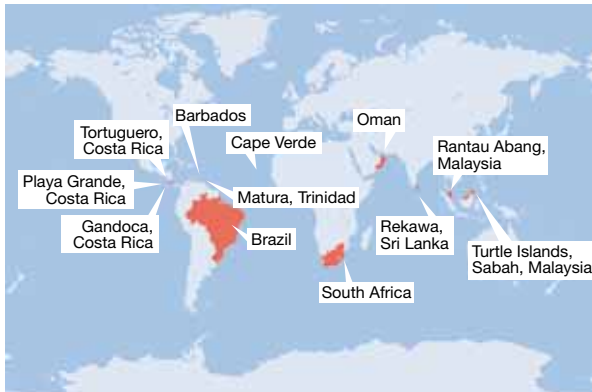 Barbados
Tortuguero,
Costa Rica
Cape Verde
Oman
Rantau Abang,
Malaysia
Playa Grande,
Costa Rica
Matura, Trinidad
Gandoca,
Costa Rica
Brazil
Rekawa,
Sri Lanka
Turtle Islands,
Sabah, Malaysia
South Africa